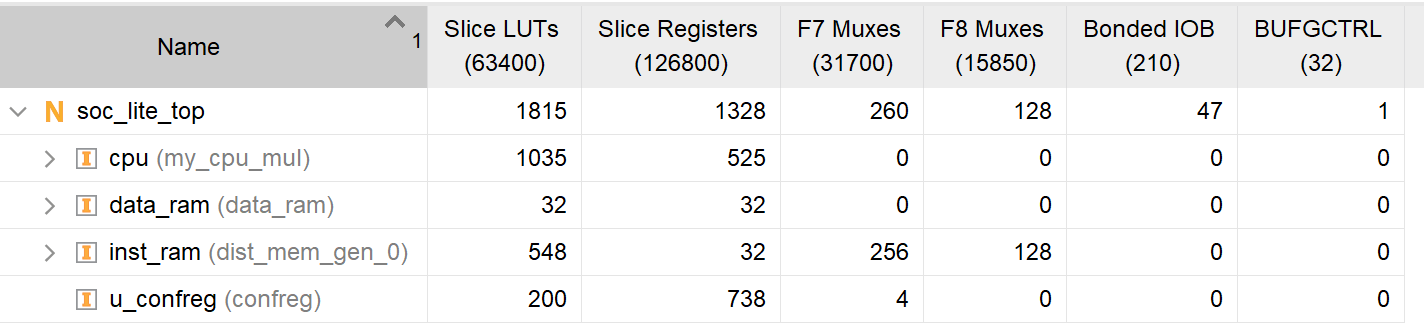 Name 1 Slice LUTs (63400) Slice Registers (126800) F7 Muxes (31700) F8 Muxes (15850) Bonded IOB (210) BUFGCTRL (32)
N soc_lite_top 1815 1328 260 128 47 1
I cpu (my_cpu_mul) 1035 525 0 0 0 0
I data_ram (data_ram) 32 32 0 0 0 0
I inst_ram (dist_mem_gen_0) 548 32 256 128 0 0
I u_confreg (confreg) 200 738 4 0 0 0